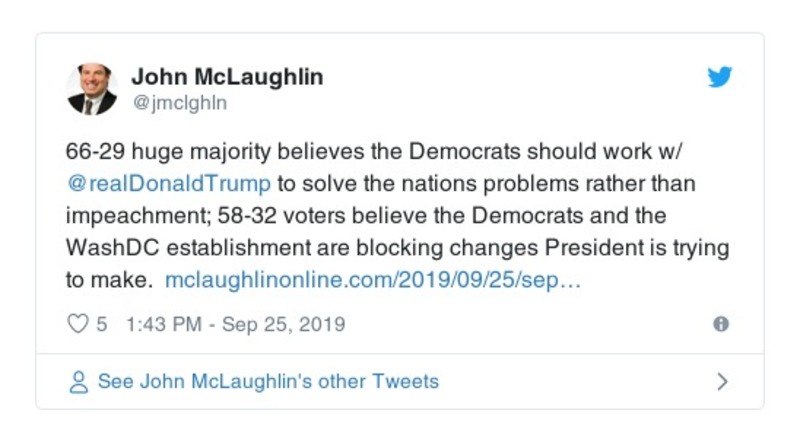 John McLaughlin
@jmclghln
66-29 huge majority believes the Democrats should work w/
@realDonaldTrump to solve the nations problems rather than
impeachment; 58-32 voters believe the Democrats and the
WashDC establishment are blocking changes President is trying
to make. mclaughlinonline.com/2019/09/25/sep…
5 1:43 PM - Sep 25, 2019
See John McLaughlin's other Tweets